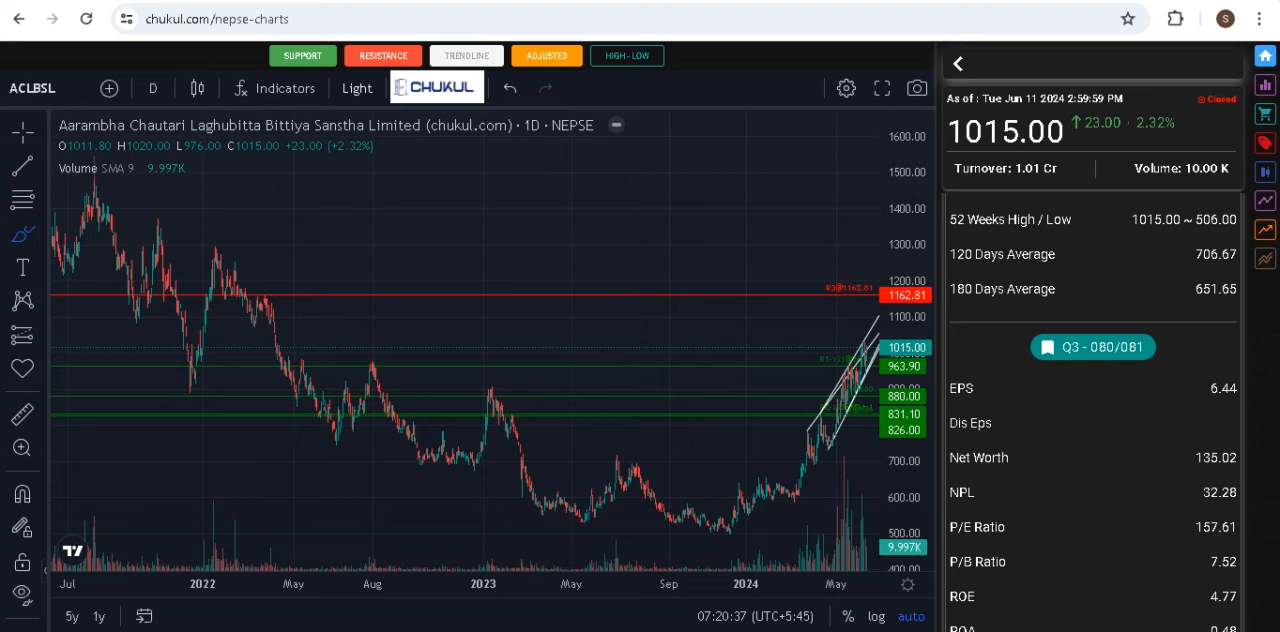 chukul.com/nepse-charts
S
SUPPORT RESISTANCE TRENDLINE ADJUSTED HIGH-LOW
ACLBSL D Indicators Light CHUKUL
Aarambha Chautari Laghubitta Bittiya Sanstha Limited (chukul.com) · 1D · NEPSE
O1011.80 H1020.00 L976.00 C1015.00 +23.00 (+2.32%)
Volume SMA 9 9.997K
1600.00
1500.00
1400.00
1300.00
1200.00
R3@1162.81 1162.81
1100.00
1015.00
963.90
880.00
831.10
826.00
700.00
600.00
500.00
9.997K
400.00
Jul 2022 May Aug 2023 May Sep 2024 May
5y 1y 07:20:37 (UTC+5:45) % log auto
As of : Tue Jun 11 2024 2:59:59 PM Closed
1015.00 23.00 2.32%
Turnover: 1.01 Cr Volume: 10.00 K
52 Weeks High / Low 1015.00 ~ 506.00
120 Days Average 706.67
180 Days Average 651.65
Q3 - 080/081
EPS 6.44
Dis Eps
Net Worth 135.02
NPL 32.28
P/E Ratio 157.61
P/B Ratio 7.52
ROE 4.77
ROA 0.48